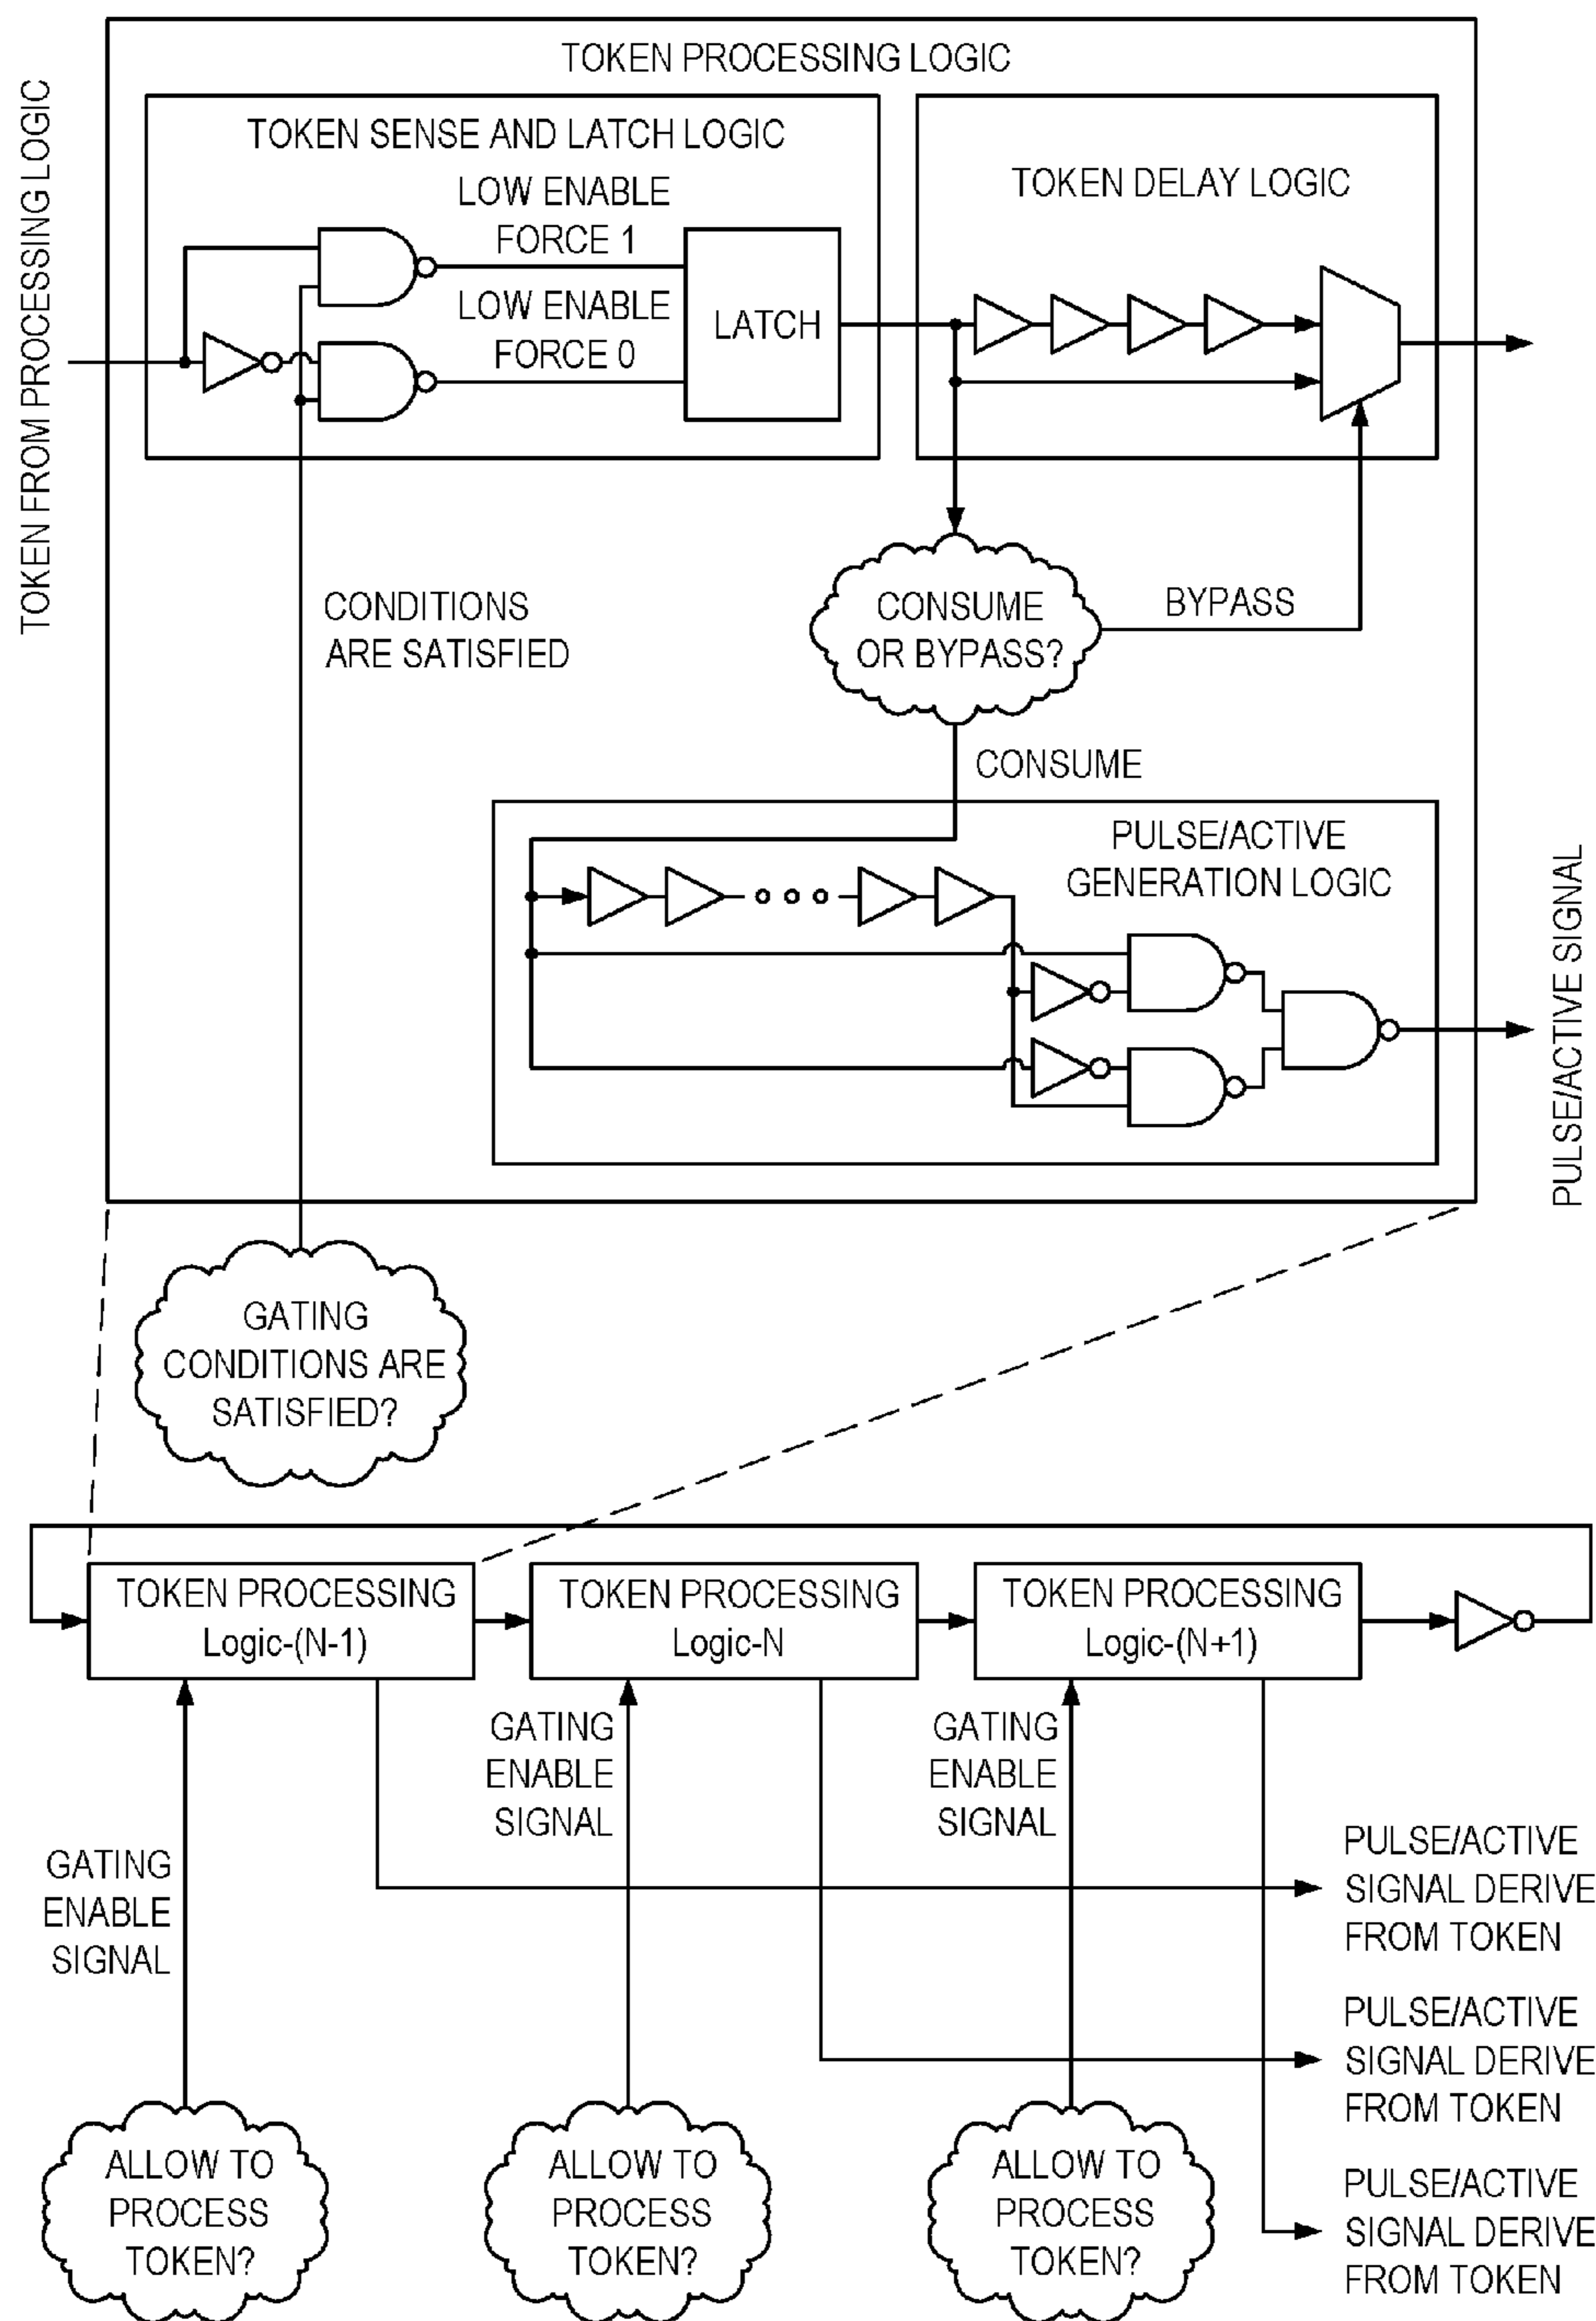 TOKEN PROCESSING LOGIC
TOKEN FROM PROCESSING LOGIC
TOKEN SENSE AND LATCH LOGIC
LOW ENABLE
FORCE 1
LOW ENABLE
FORCE 0
LATCH
TOKEN DELAY LOGIC
CONDITIONS
ARE SATISFIED
CONSUME
OR BYPASS?
BYPASS
CONSUME
PULSE/ACTIVE
GENERATION LOGIC
PULSE/ACTIVE SIGNAL
GATING
CONDITIONS ARE
SATISFIED?
TOKEN PROCESSING
Logic-(N-1)
TOKEN PROCESSING
Logic-N
TOKEN PROCESSING
Logic-(N+1)
GATING
ENABLE
SIGNAL
GATING
ENABLE
SIGNAL
GATING
ENABLE
SIGNAL
PULSE/ACTIVE
SIGNAL DERIVE
FROM TOKEN
PULSE/ACTIVE
SIGNAL DERIVE
FROM TOKEN
PULSE/ACTIVE
SIGNAL DERIVE
FROM TOKEN
ALLOW TO
PROCESS
TOKEN?
ALLOW TO
PROCESS
TOKEN?
ALLOW TO
PROCESS
TOKEN?